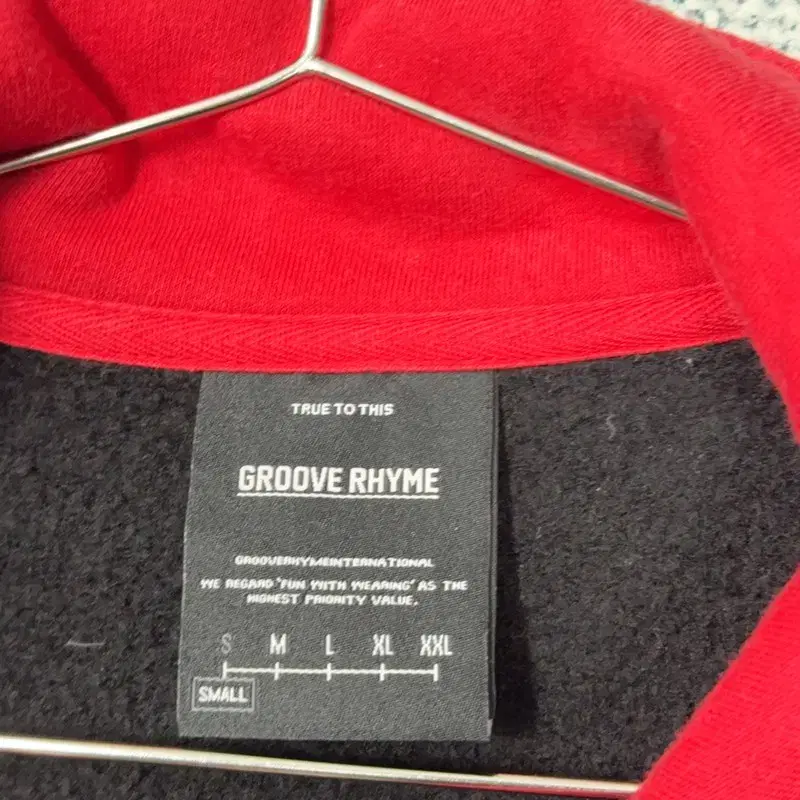 TRUE TO THIS
GROOVE RHYME
GROOVERHYMEINTERNATIONAL
WE REGARD 'FUN WITH WEARING' AS THE
HIGHEST PRIORITY VALUE.
S M L XL XXL
SMALL